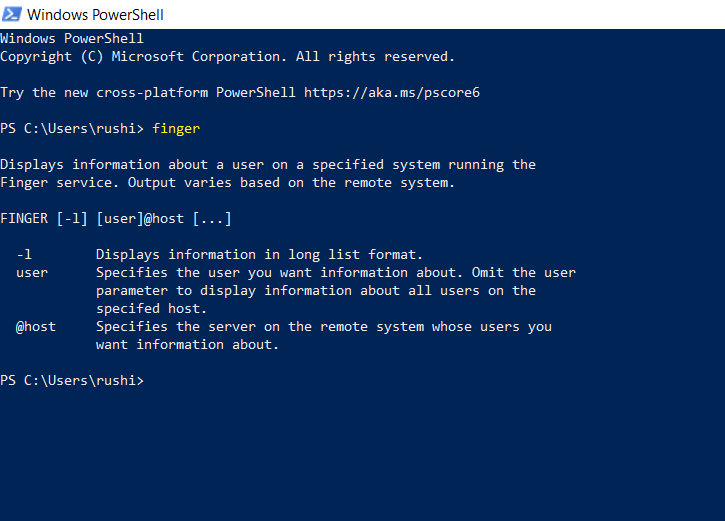 Windows PowerShell
Windows PowerShell
Copyright (C) Microsoft Corporation. All rights reserved.
Try the new cross-platform PowerShell https://aka.ms/pscore6
PS C:\Users\rushi> finger
Displays information about a user on a specified system running the
Finger service. Output varies based on the remote system.
FINGER [-l] [user]@host [...]
-l Displays information in long list format.
user Specifies the user you want information about. Omit the user
parameter to display information about all users on the
specifed host.
@host Specifies the server on the remote system whose users you
want information about.
PS C:\Users\rushi>